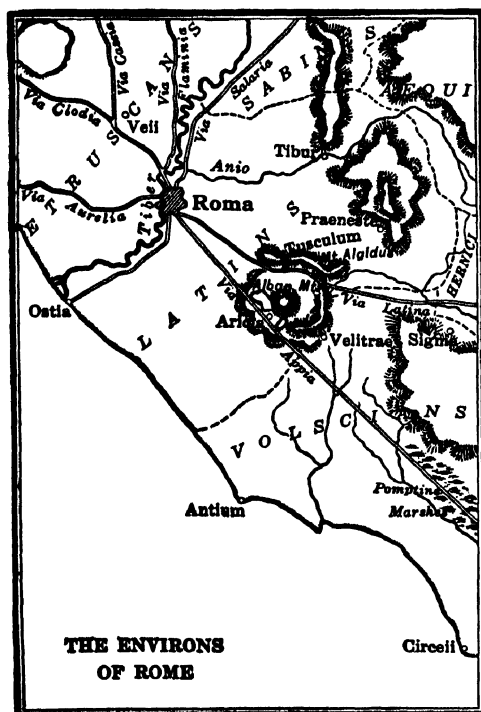 Via Cassia
Via Flaminia
Via Salaria
Via Clodia
Veii
ETRUSCANS
SABINS
AEQUI
Anio
Tibur
Via Aurelia
Tiber
Roma
Praeneste
Tusculum
Mt Algidus
Alban Mt
HERNICI
Ostia
LATINS
Via Latina
Aricia
Velitrae
Signia
Via Appia
VOLSCIANS
Pomptine
Marshes
Antium
Circeii
THE ENVIRONS
OF ROME